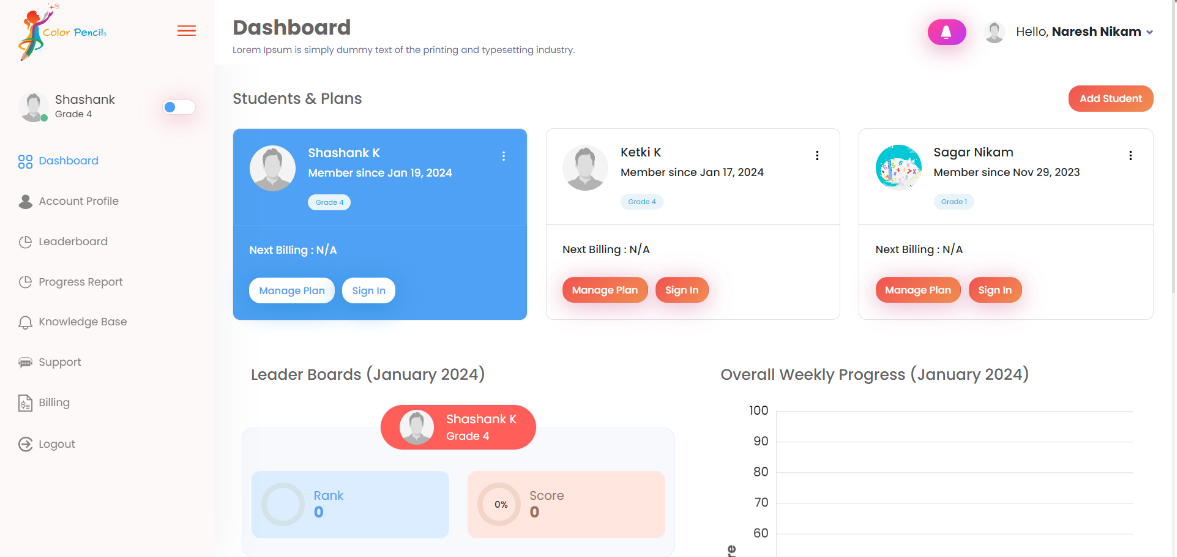 Color Pencils
Dashboard
Lorem Ipsum is simply dummy text of the printing and typesetting industry.
Hello, Naresh Nikam
Shashank
Grade 4
Dashboard
Account Profile
Leaderboard
Progress Report
Knowledge Base
Support
Billing
Logout
Students & Plans
Add Student
Shashank K
Member since Jan 19, 2024
Grade 4
Next Billing : N/A
Manage Plan
Sign In
Ketki K
Member since Jan 17, 2024
Grade 4
Next Billing : N/A
Manage Plan
Sign In
Sagar Nikam
Member since Nov 29, 2023
Grade 1
Next Billing : N/A
Manage Plan
Sign In
Leader Boards (January 2024)
Shashank K
Grade 4
Rank
0
0%
Score
0
Overall Weekly Progress (January 2024)
100
90
80
70
60